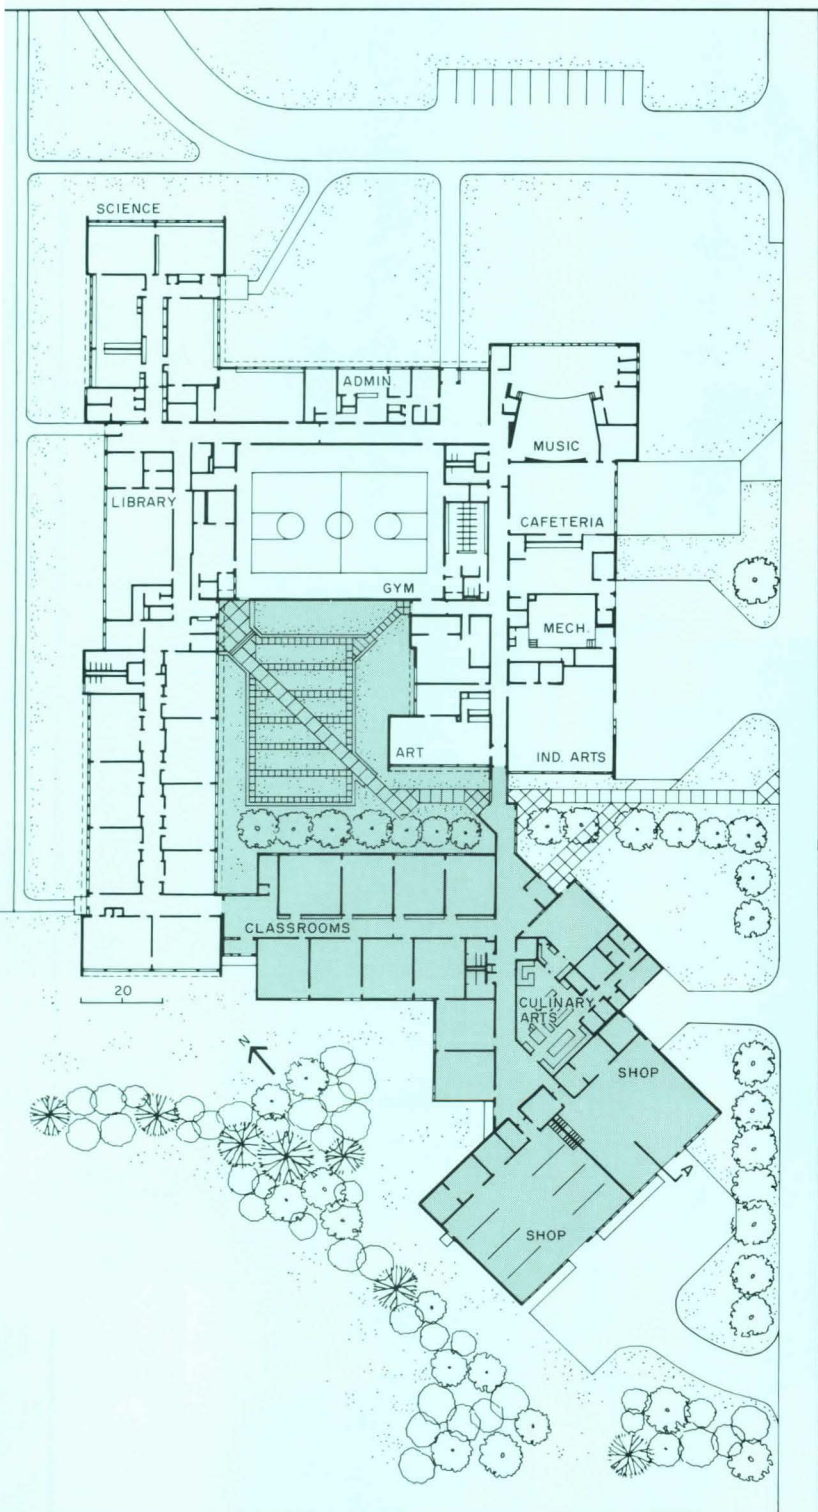 SCIENCE
ADMIN.
MUSIC
LIBRARY
CAFETERIA
GYM
MECH.
ART
IND. ARTS
CLASSROOMS
20
CULINARY
ARTS
N
SHOP
A
SHOP